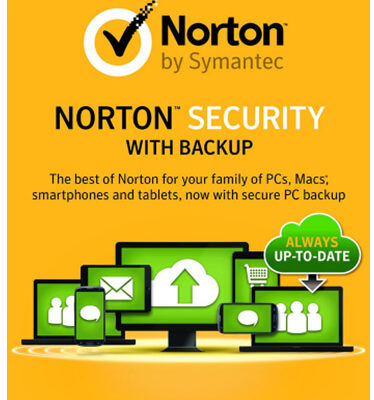 Norton™
by Symantec
NORTON™ SECURITY
WITH BACKUP
The best of Norton for your family of PCs, Macs®,
smartphones and tablets, now with secure PC backup
ALWAYS
UP-TO-DATE